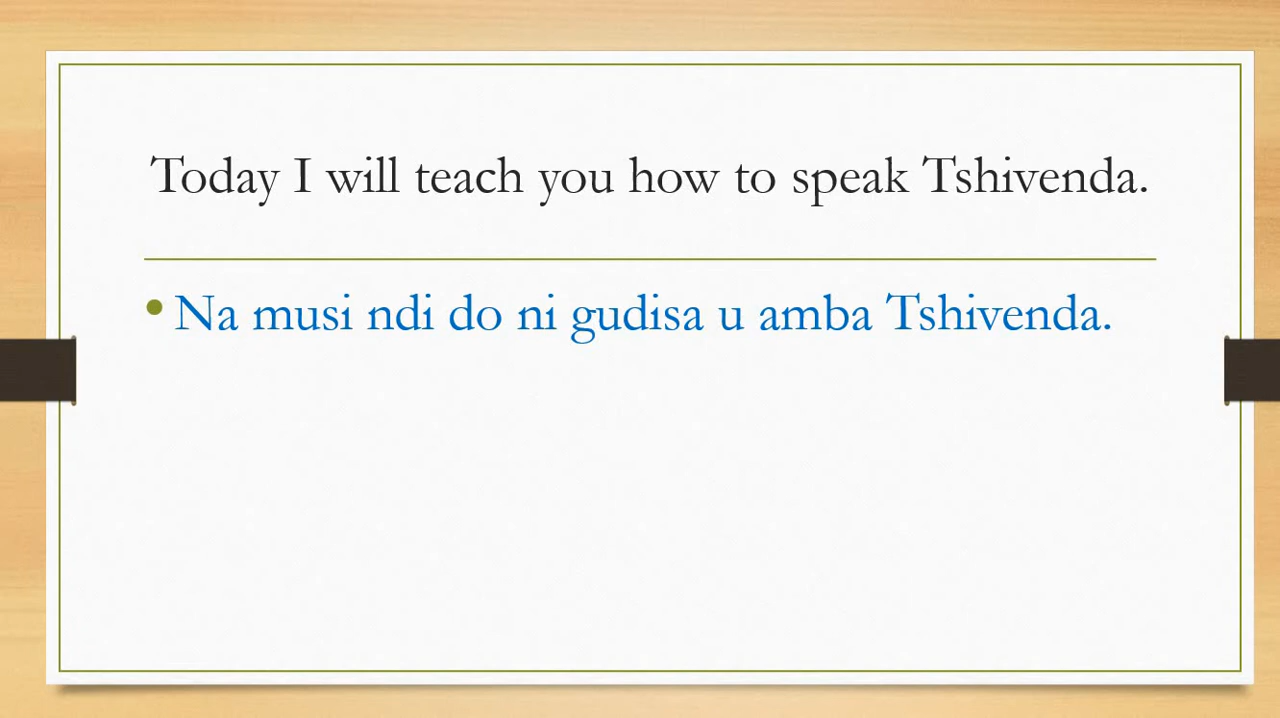 Today I will teach you how to speak Tshivenda.
• Na musi ndi do ni gudisa u amba Tshivenda.